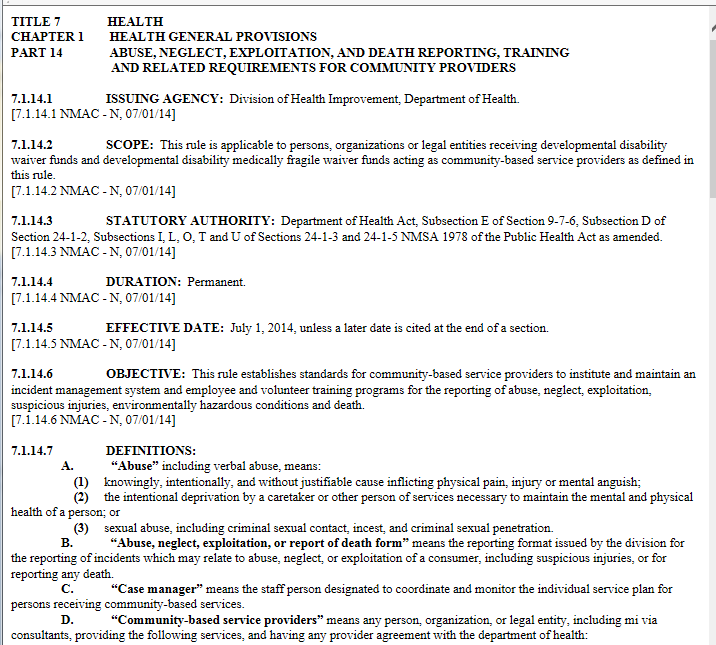 TITLE 7 HEALTH
CHAPTER 1 HEALTH GENERAL PROVISIONS
PART 14 ABUSE, NEGLECT, EXPLOITATION, AND DEATH REPORTING, TRAINING
AND RELATED REQUIREMENTS FOR COMMUNITY PROVIDERS
7.1.14.1 ISSUING AGENCY: Division of Health Improvement, Department of Health.
[7.1.14.1 NMAC - N, 07/01/14]
7.1.14.2 SCOPE: This rule is applicable to persons, organizations or legal entities receiving developmental disability
waiver funds and developmental disability medically fragile waiver funds acting as community-based service providers as defined in
this rule.
[7.1.14.2 NMAC - N, 07/01/14]
7.1.14.3 STATUTORY AUTHORITY: Department of Health Act, Subsection E of Section 9-7-6, Subsection D of
Section 24-1-2, Subsections I, L, O, T and U of Sections 24-1-3 and 24-1-5 NMSA 1978 of the Public Health Act as amended.
[7.1.14.3 NMAC - N, 07/01/14]
7.1.14.4 DURATION: Permanent.
[7.1.14.4 NMAC - N, 07/01/14]
7.1.14.5 EFFECTIVE DATE: July 1, 2014, unless a later date is cited at the end of a section.
[7.1.14.5 NMAC - N, 07/01/14]
7.1.14.6 OBJECTIVE: This rule establishes standards for community-based service providers to institute and maintain an
incident management system and employee and volunteer training programs for the reporting of abuse, neglect, exploitation,
suspicious injuries, environmentally hazardous conditions and death.
[7.1.14.6 NMAC - N, 07/01/14]
7.1.14.7 DEFINITIONS:
A. “Abuse” including verbal abuse, means:
(1) knowingly, intentionally, and without justifiable cause inflicting physical pain, injury or mental anguish;
(2) the intentional deprivation by a caretaker or other person of services necessary to maintain the mental and physical
health of a person; or
(3) sexual abuse, including criminal sexual contact, incest, and criminal sexual penetration.
B. “Abuse, neglect, exploitation, or report of death form” means the reporting format issued by the division for
the reporting of incidents which may relate to abuse, neglect, or exploitation of a consumer, including suspicious injuries, or for
reporting any death.
C. “Case manager” means the staff person designated to coordinate and monitor the individual service plan for
persons receiving community-based services.
D. “Community-based service providers” means any person, organization, or legal entity, including mi via
consultants, providing the following services, and having any provider agreement with the department of health: